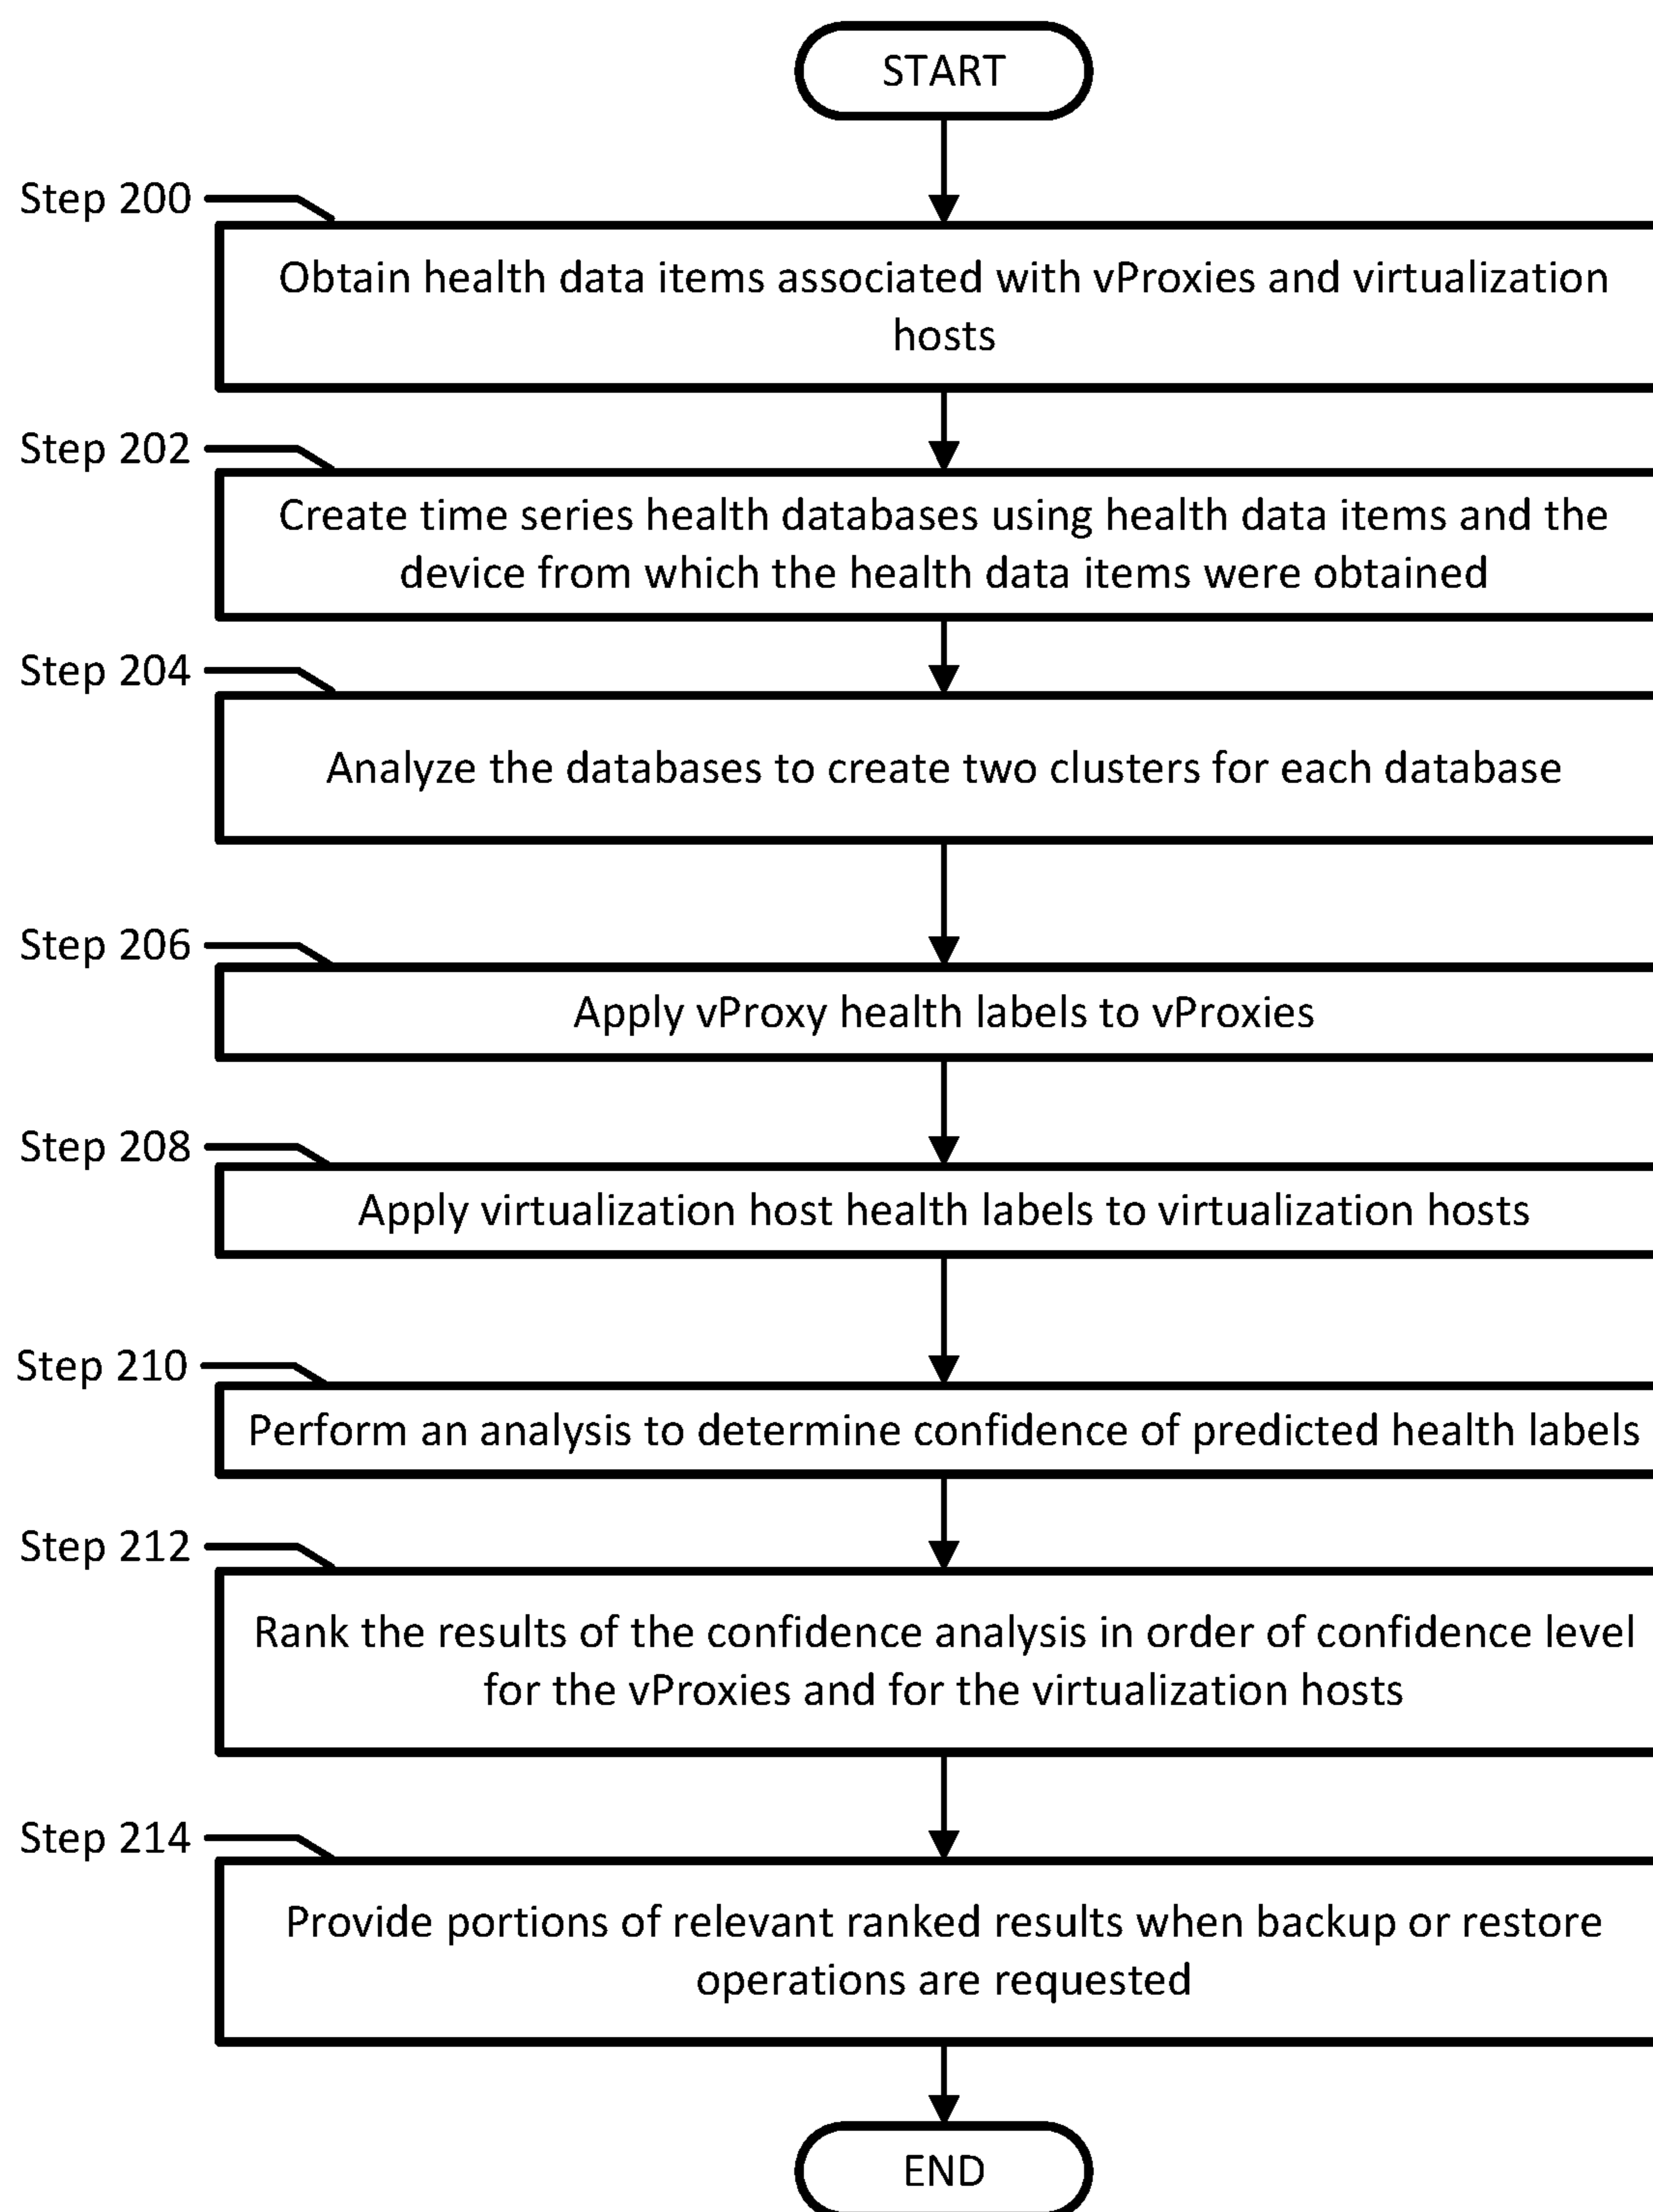 START
Step 200
Obtain health data items associated with vProxies and virtualization
hosts
Step 202
Create time series health databases using health data items and the
device from which the health data items were obtained
Step 204
Analyze the databases to create two clusters for each database
Step 206
Apply vProxy health labels to vProxies
Step 208
Apply virtualization host health labels to virtualization hosts
Step 210
Perform an analysis to determine confidence of predicted health labels
Step 212
Rank the results of the confidence analysis in order of confidence level
for the vProxies and for the virtualization hosts
Step 214
Provide portions of relevant ranked results when backup or restore
operations are requested
END